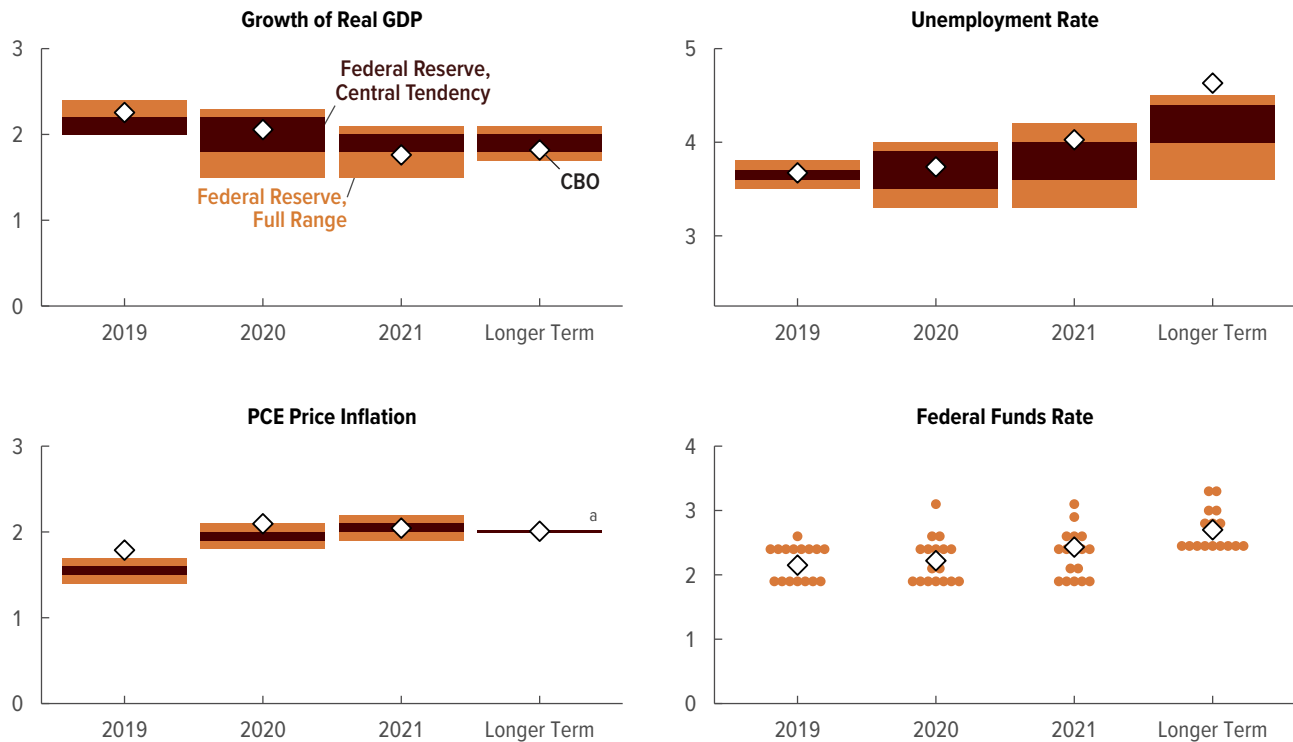 Growth of Real GDP
3
2
1
0
Federal Reserve,
Central Tendency
Federal Reserve,
Full Range
CBO
2019
2020
2021
Longer Term
Unemployment Rate
5
4
3
2019
2020
2021
Longer Term
PCE Price Inflation
3
2
1
0
a
2019
2020
2021
Longer Term
Federal Funds Rate
4
3
2
1
0
2019
2020
2021
Longer Term